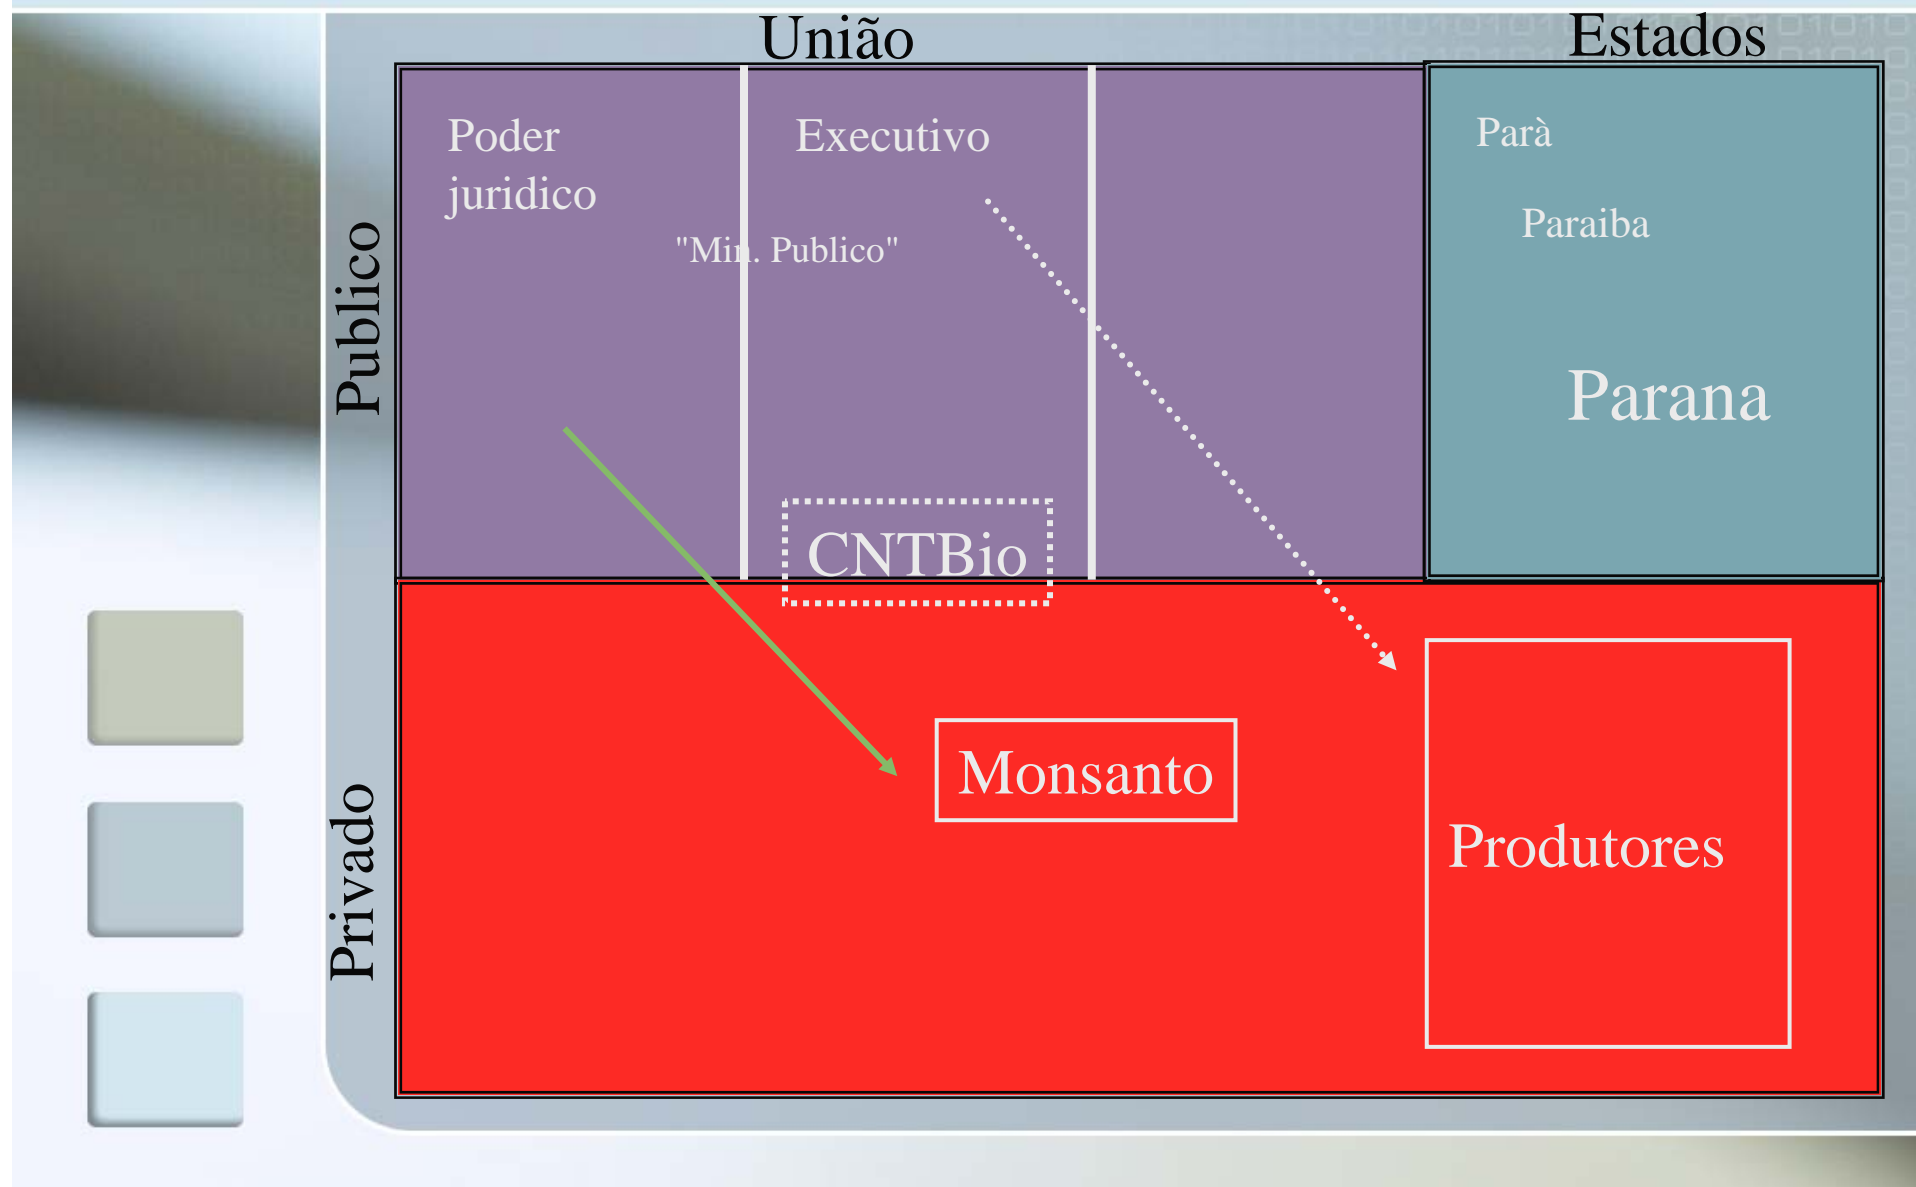 União
Estados
Publico
Poder
juridico
Executivo
"Min. Publico"
Parà
Paraiba
Parana
CNTBio
Privado
Monsanto
Produtores